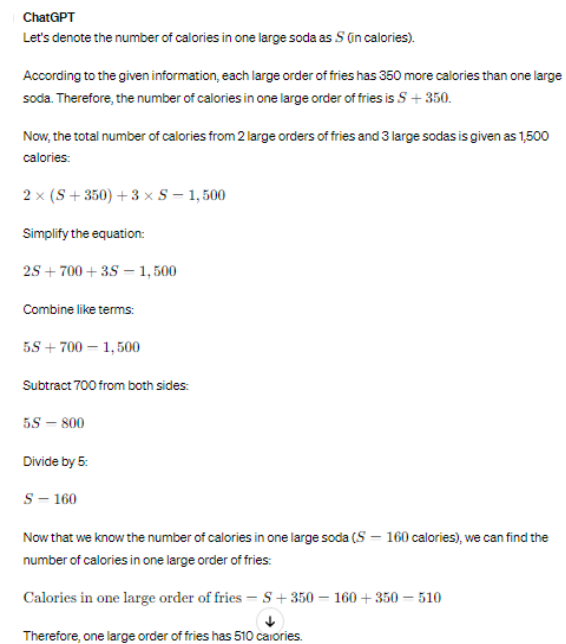 ChatGPT
Let's denote the number of calories in one large soda as S (in calories).
According to the given information, each large order of fries has 350 more calories than one large
soda. Therefore, the number of calories in one large order of fries is S + 350.
Now, the total number of calories from 2 large orders of fries and 3 large sodas is given as 1,500
calories:
2 × (S + 350) + 3 × S − 1, 500
Simplify the equation:
2S + 700 + 3S − 1, 500
Combine like terms:
5S + 700 − 1, 500
Subtract 700 from both sides:
5S − 800
Divide by 5:
S − 160
Now that we know the number of calories in one large soda (S − 160 calories), we can find the
number of calories in one large order of fries:
Calories in one large order of fries − S + 350 − 160 + 350 − 510
Therefore, one large order of fries has 510 calories.